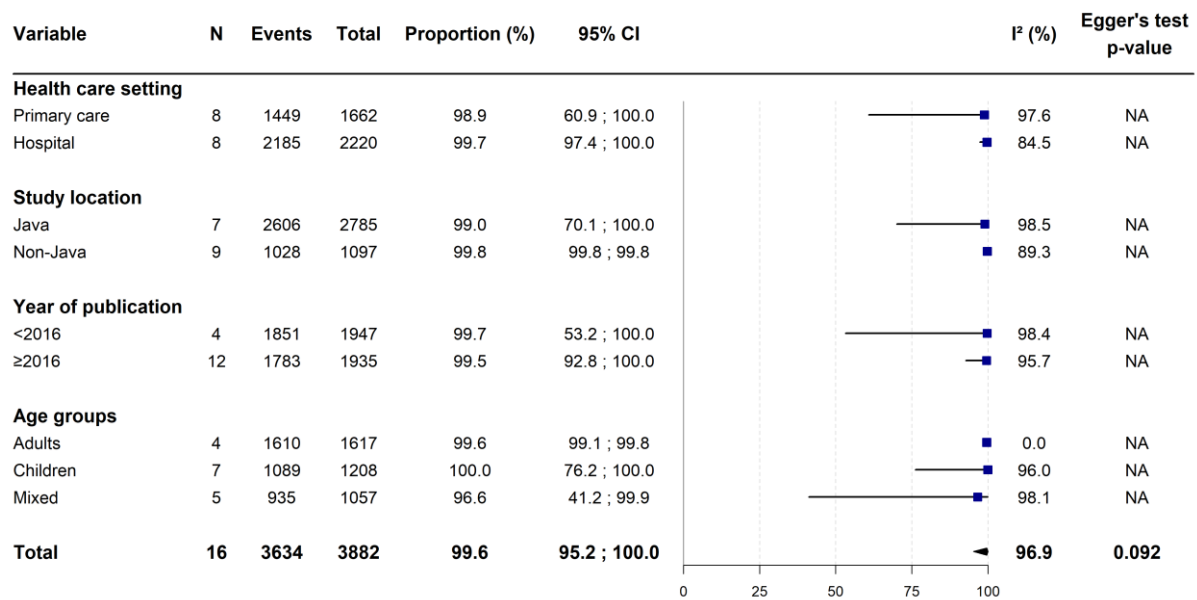 Variable N Events Total Proportion (%) 95% CI I² (%) Egger's test p-value
Health care setting
Primary care 8 1449 1662 98.9 60.9 ; 100.0 97.6 NA
Hospital 8 2185 2220 99.7 97.4 ; 100.0 84.5 NA
Study location
Java 7 2606 2785 99.0 70.1 ; 100.0 98.5 NA
Non-Java 9 1028 1097 99.8 99.8 ; 99.8 89.3 NA
Year of publication
<2016 4 1851 1947 99.7 53.2 ; 100.0 98.4 NA
≥2016 12 1783 1935 99.5 92.8 ; 100.0 95.7 NA
Age groups
Adults 4 1610 1617 99.6 99.1 ; 99.8 0.0 NA
Children 7 1089 1208 100.0 76.2 ; 100.0 96.0 NA
Mixed 5 935 1057 96.6 41.2 ; 99.9 98.1 NA
Total 16 3634 3882 99.6 95.2 ; 100.0 96.9 0.092
0 25 50 75 100